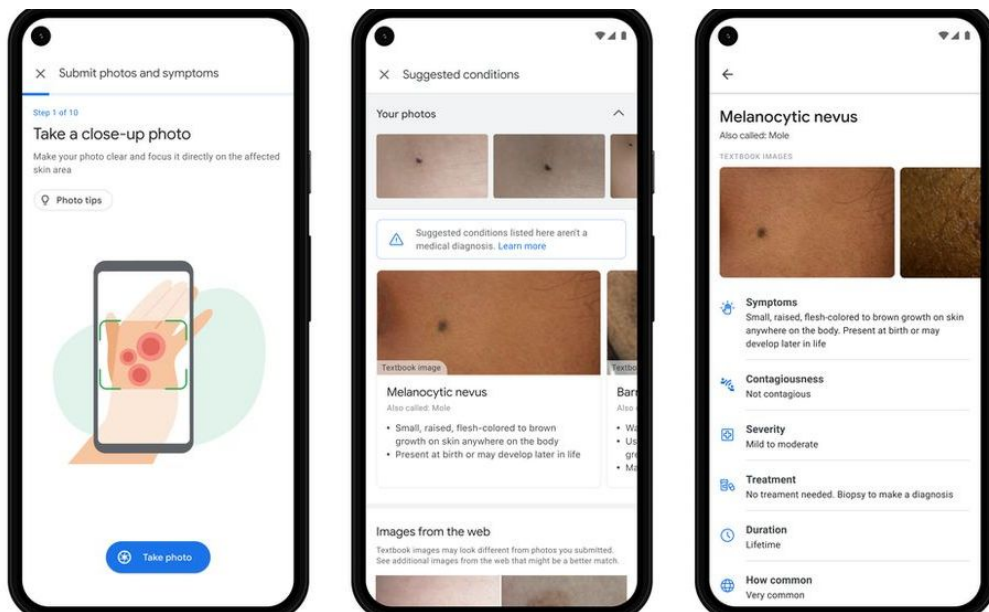 Submit photos and symptoms
Step 1 of 10
Take a close-up photo
Make your photo clear and focus it directly on the affected
skin area
Photo tips
Take photo
Suggested conditions
Your photos
Suggested conditions listed here aren't a
medical diagnosis. Learn more
Textbook image
Melanocytic nevus
Also called: Mole
• Small, raised, flesh-colored to brown
growth on skin anywhere on the body
• Present at birth or may develop later in life
Images from the web
Textbook images may look different from photos you submitted.
See additional images from the web that might be a better match.
Melanocytic nevus
Also called: Mole
TEXTBOOK IMAGES
Symptoms
Small, raised, flesh-colored to brown growth on skin
anywhere on the body. Present at birth or may
develop later in life
Contagiousness
Not contagious
Severity
Mild to moderate
Treatment
No treament needed. Biopsy to make a diagnosis
Duration
Lifetime
How common
Very common